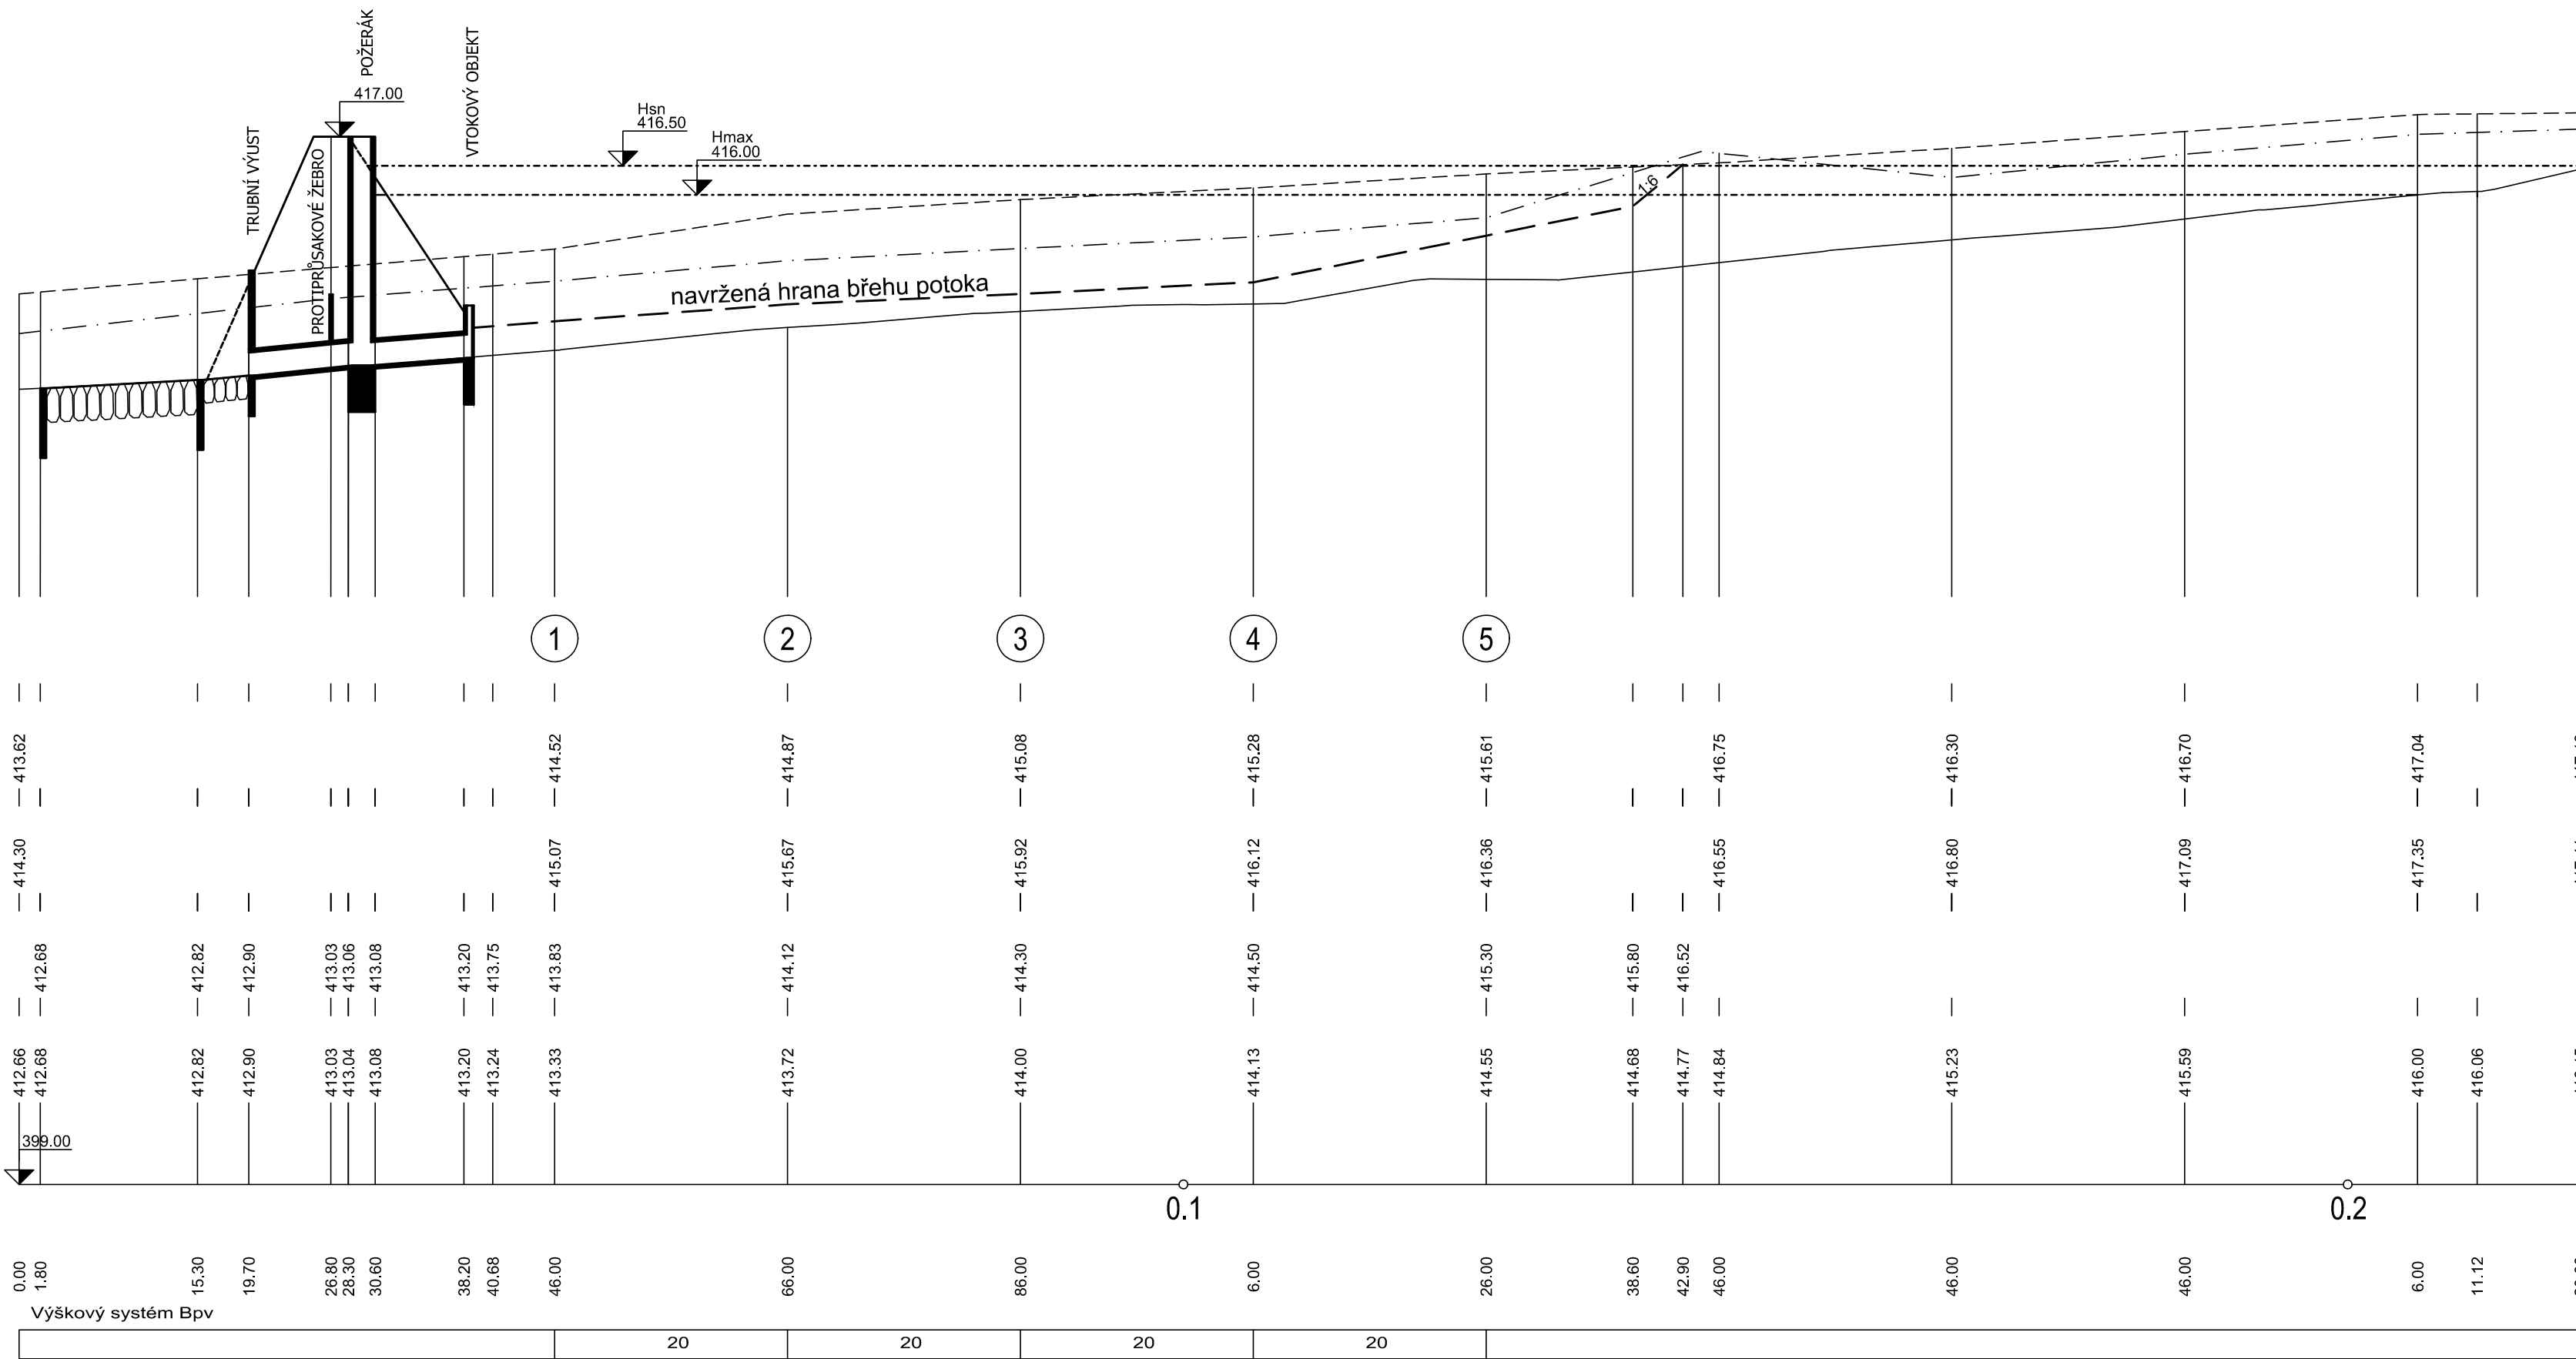 POŽERÁK
VTOKOVÝ OBJEKT
417.00
Hsn
416.50
Hmax
416.00
TRUBNÍ VÝUST
PROTIPRŮSAKOVÉ ŽEBRO
1:6
navržená hrana břehu potoka
1 2 3 4 5
413.62 414.52 414.87 415.08 415.28 415.61 416.75 416.30 416.70 417.04
414.30 415.07 415.67 415.92 416.12 416.36 416.55 416.80 417.09 417.35
412.68 412.82 412.90 413.03 413.06 413.08 413.20 413.75 413.83 414.12 414.30 414.50 415.30 415.80 416.52
412.66 412.68 412.82 412.90 413.03 413.04 413.08 413.20 413.24 413.33 413.72 414.00 414.13 414.55 414.68 414.77 414.84 415.23 415.59 416.00 416.06
399.00
0.1 0.2
0.00 1.80 15.30 19.70 26.80 28.30 30.60 38.20 40.68 46.00 66.00 86.00 6.00 26.00 38.60 42.90 46.00 46.00 46.00 6.00 11.12
Výškový systém Bpv
20 20 20 20